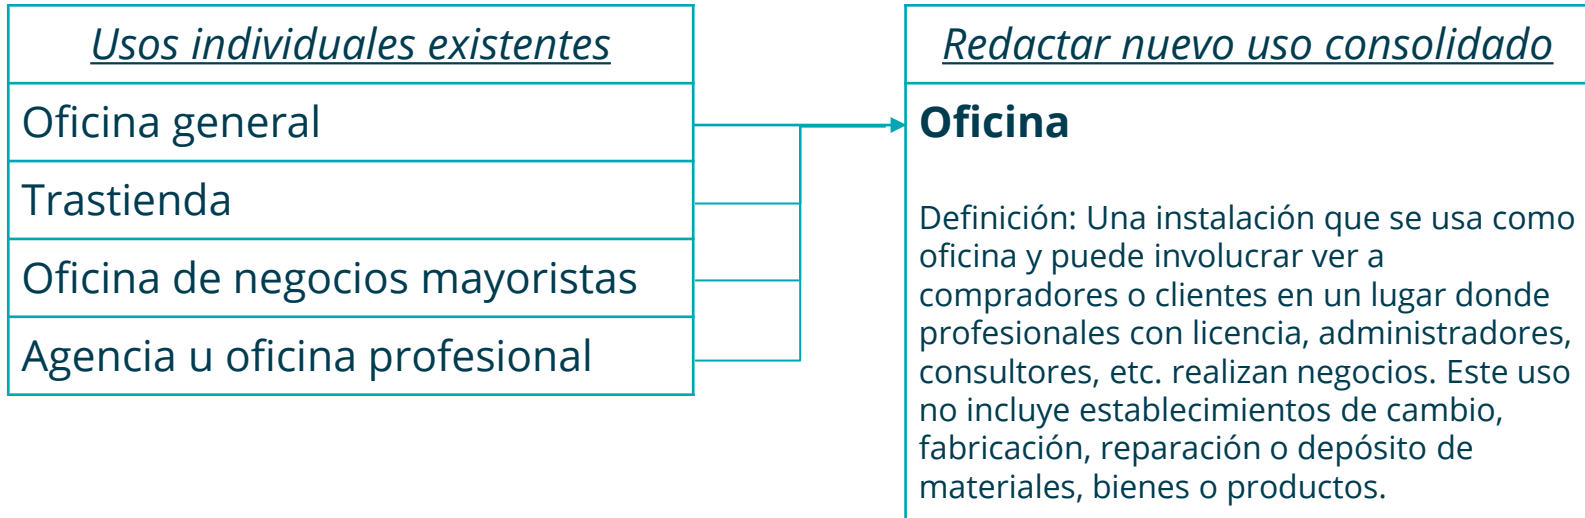 Usos individuales existentes
Oficina general
Trastienda
Oficina de negocios mayoristas
Agencia u oficina profesional
Redactar nuevo uso consolidado
Oficina
Definición: Una instalación que se usa como
oficina y puede involucrar ver a
compradores o clientes en un lugar donde
profesionales con licencia, administradores,
consultores, etc. realizan negocios. Este uso
no incluye establecimientos de cambio,
fabricación, reparación o depósito de
materiales, bienes o productos.